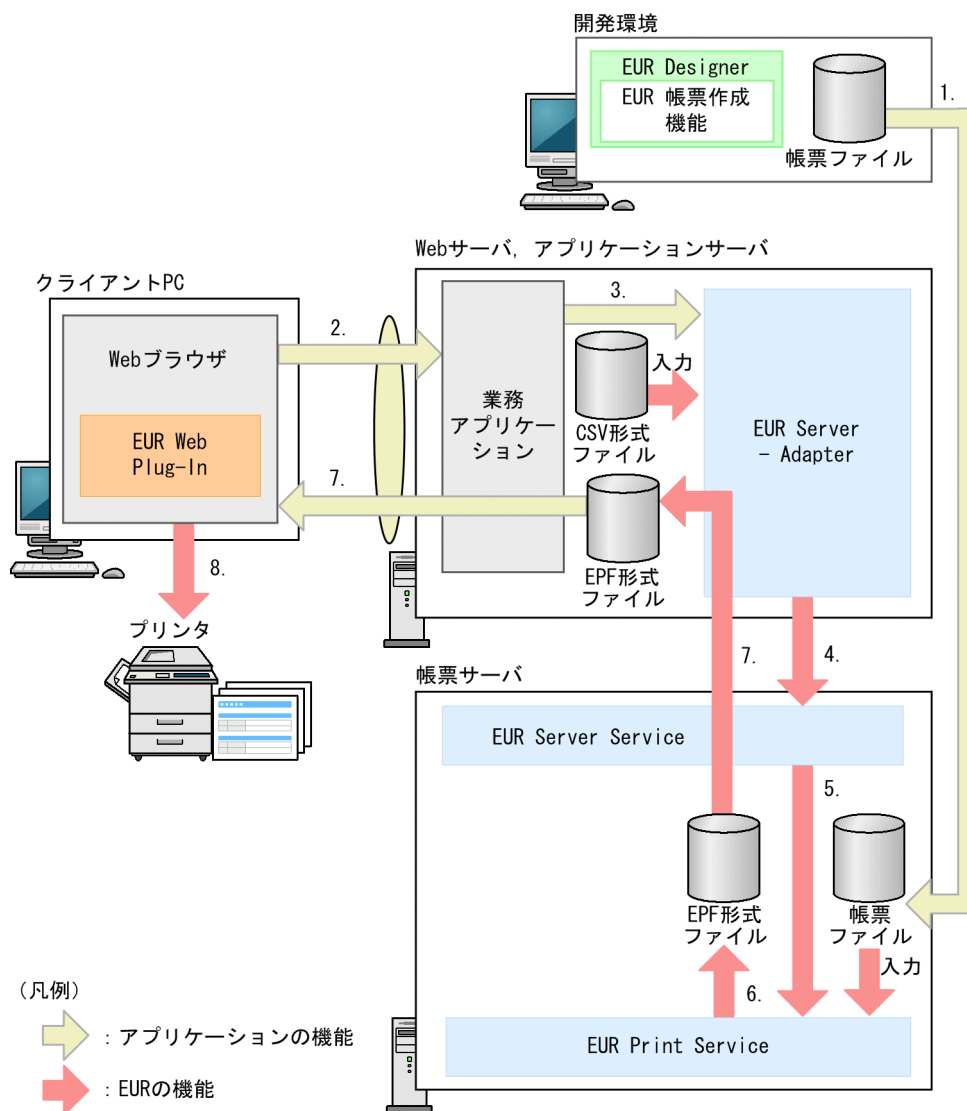 開発環境
EUR Designer
EUR 帳票作成
機能
帳票ファイル
1.
Webサーバ，アプリケーションサーバ
クライアントPC
Webブラウザ
EUR Web
Plug-In
2.
3.
業務
アプリケー
ション
入力
CSV形式
ファイル
EUR Server
- Adapter
7.
EPF形式
ファイル
8.
プリンタ
7.
4.
帳票サーバ
EUR Server Service
5.
EPF形式
ファイル
帳票
ファイル
入力
6.
EUR Print Service
（凡例）
：アプリケーションの機能
：EURの機能